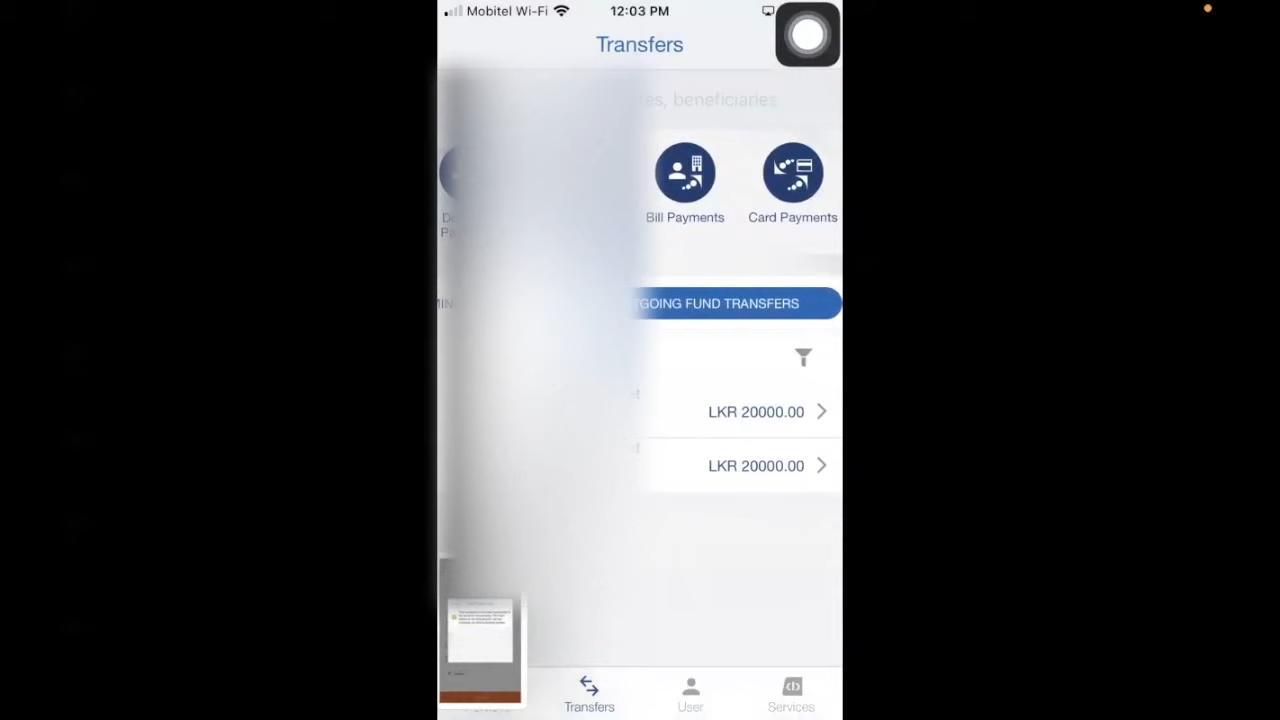 Mobitel Wi-Fi 12:03 PM
Transfers
beneficiaries
Bill Payments
Card Payments
GOING FUND TRANSFERS
LKR 20000.00
LKR 20000.00
Transfers
User
Services